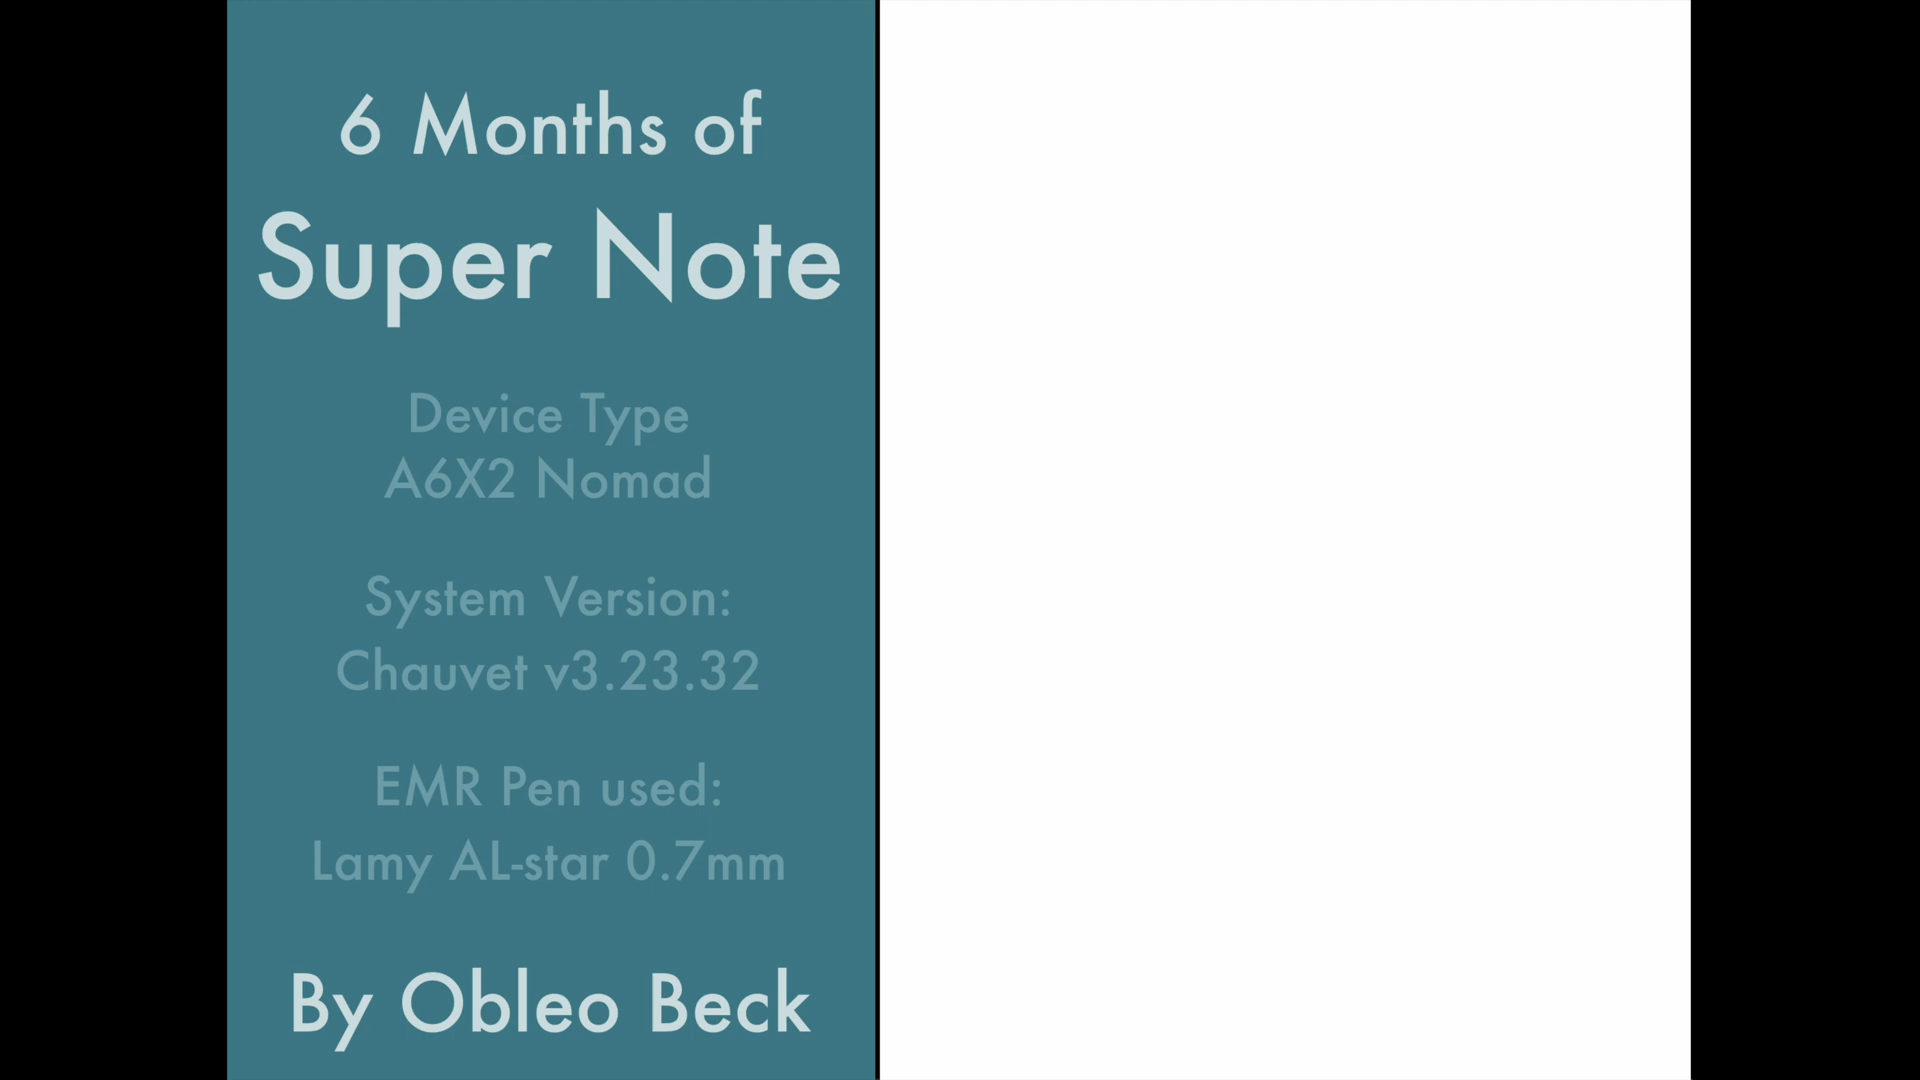 6 Months of
Super Note
Device Type
A6X2 Nomad
System Version:
Chauvet v3.23.32
EMR Pen used:
Lamy AL-star 0.7mm
By Obleo Beck